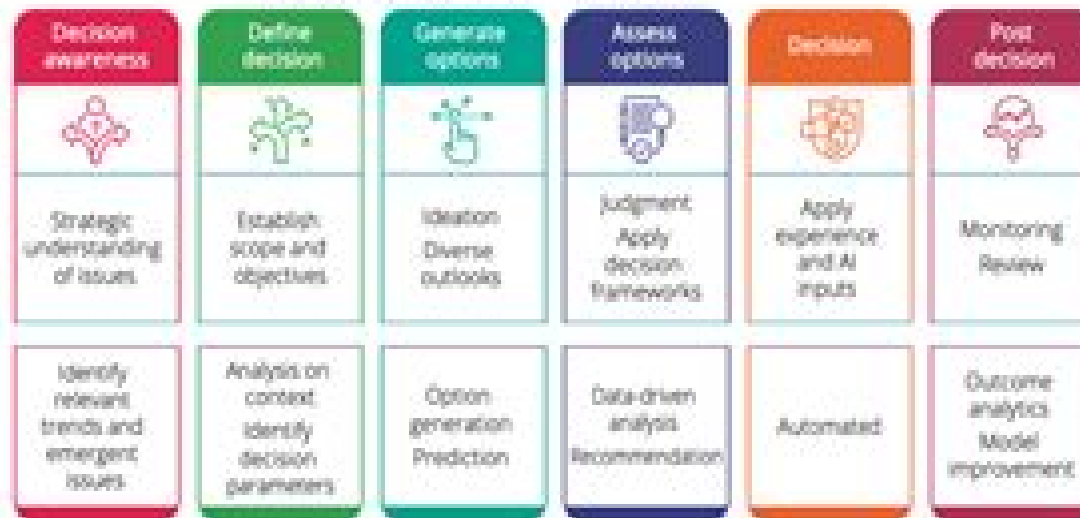 Decision
awareness
Strategic
understanding
of issues
Identify
relevant
trends and
emergent
issues
Define
decision
Establish
scope and
objectives
Analysis on
context
Identify
decision
parameters
Generate
options
Ideation
Diverse
outlooks
Option
generation
Prediction
Assess
options
Judgment
Apply
decision
frameworks
Data-driven
analysis
Recommendation
Decision
Apply
experience
and AI
inputs
Automated
Post
decision
Monitoring
Review
Outcome
analytics
Model
improvement